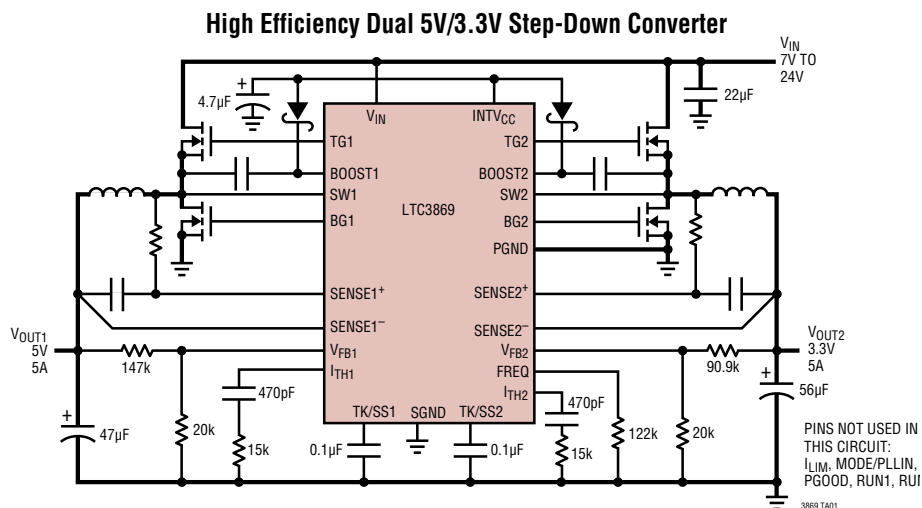 High Efficiency Dual 5V/3.3V Step-Down Converter
VIN
7V TO
24V
4.7µF
+
22µF
VIN
INTVCC
TG1
TG2
BOOST1
BOOST2
SW1
SW2
LTC3869
BG1
BG2
PGND
SENSE1+
SENSE2+
SENSE1–
SENSE2–
VOUT1
5V
5A
VOUT2
3.3V
5A
147k
VFB1
VFB2
90.9k
ITH1
FREQ
ITH2
470pF
470pF
+
56µF
+
47µF
20k
15k
TK/SS1
SGND
TK/SS2
0.1µF
0.1µF
15k
122k
20k
PINS NOT USED IN
THIS CIRCUIT:
ILIM, MODE/PLLIN,
PGOOD, RUN1,
3869 TA01